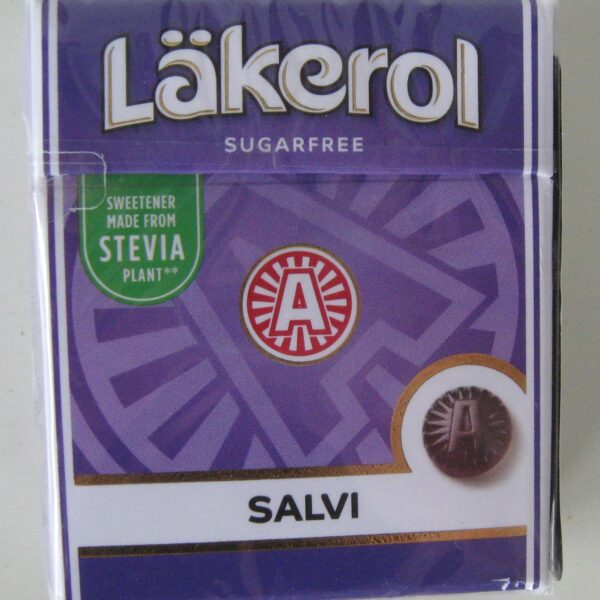 Läkerol
SUGARFREE
SWEETENER
MADE FROM
STEVIA
PLANT**
A
A
SALVI